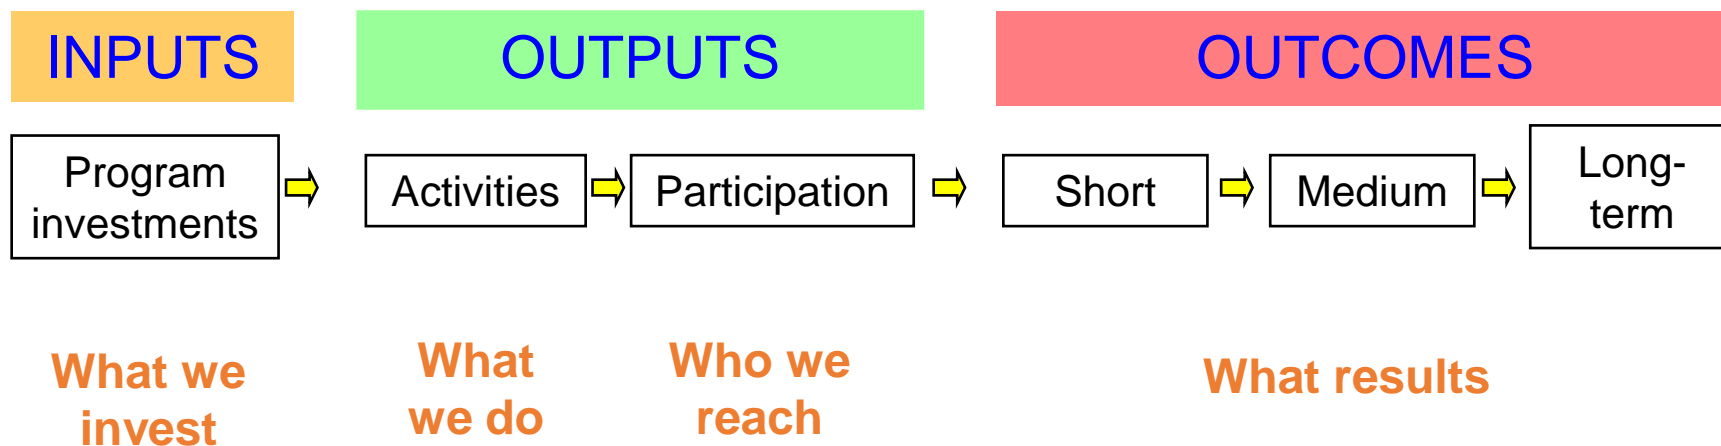 INPUTS
OUTPUTS
OUTCOMES
Program
investments
Activities
Participation
Short
Medium
Long-
term
What we
invest
What
we do
Who we
reach
What results